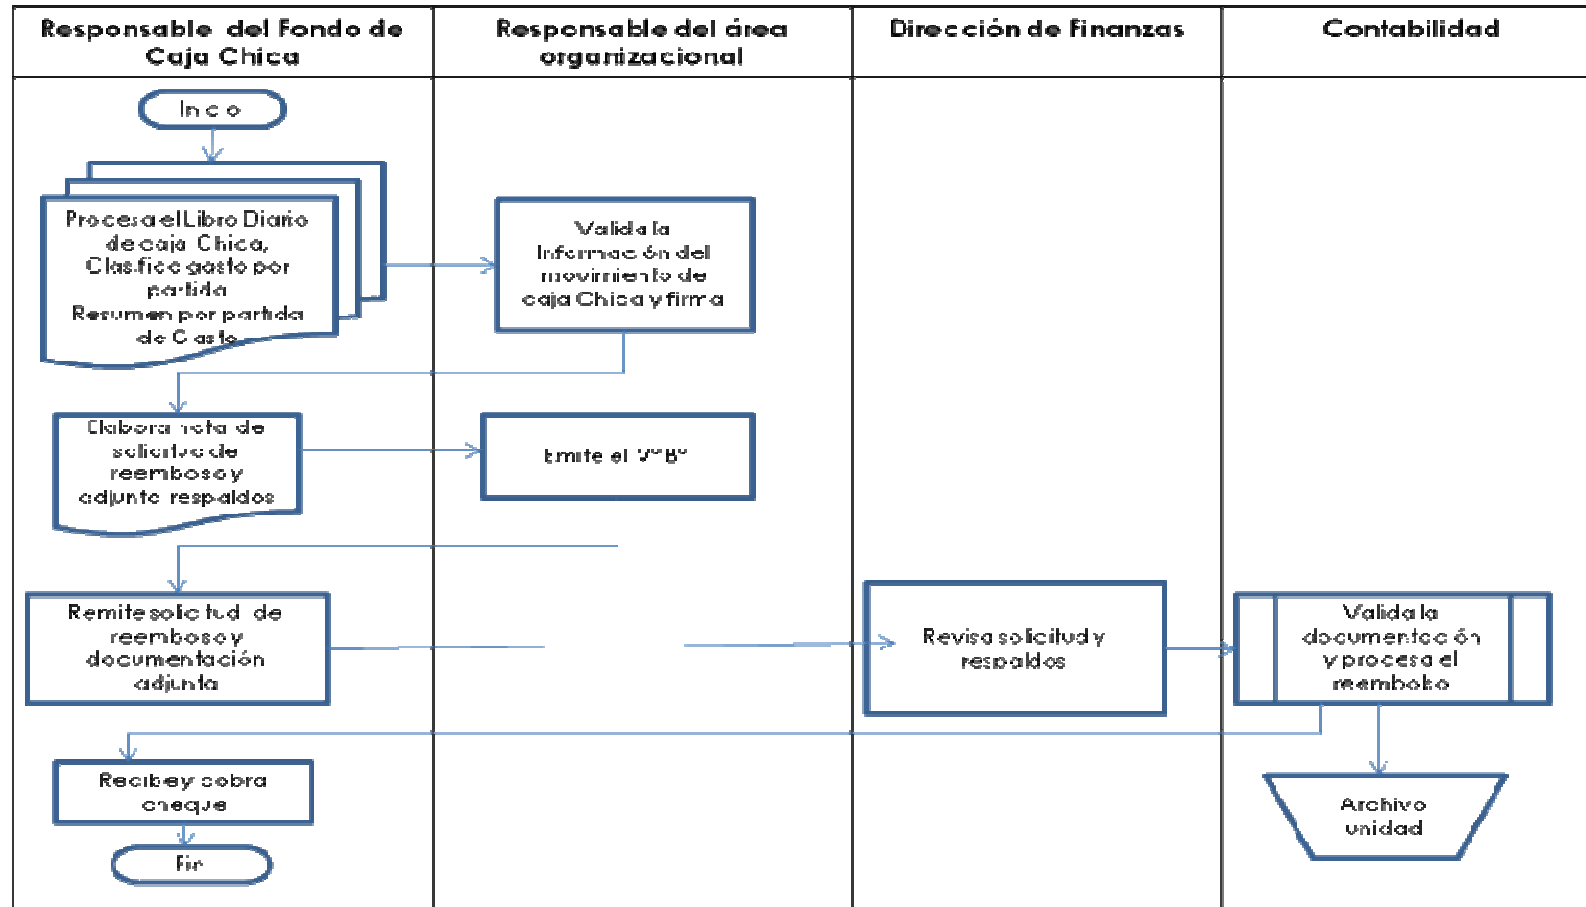 Responsable del Fondo de
Caja Chica
Responsable del área
organizacional
Dirección de Finanzas
Contabilidad
Inicio
Procesa el Libro Diario
de caja Chica,
Clasifica gasto por
partida
Resumen por partida
de Gasto
Valida la
Información del
movimiento de
caja Chica y firma
Elabora nota de
solicitud de
reemboso y
adjunta respaldos
Emite el VºBº
Remite solicitud de
reemboso y
documentación
adjunta
Revisa solicitud y
respaldos
Valida la
documentación
y procesa el
reembolso
Recibe y cobra
cheque
Archivo
unidad
Fin